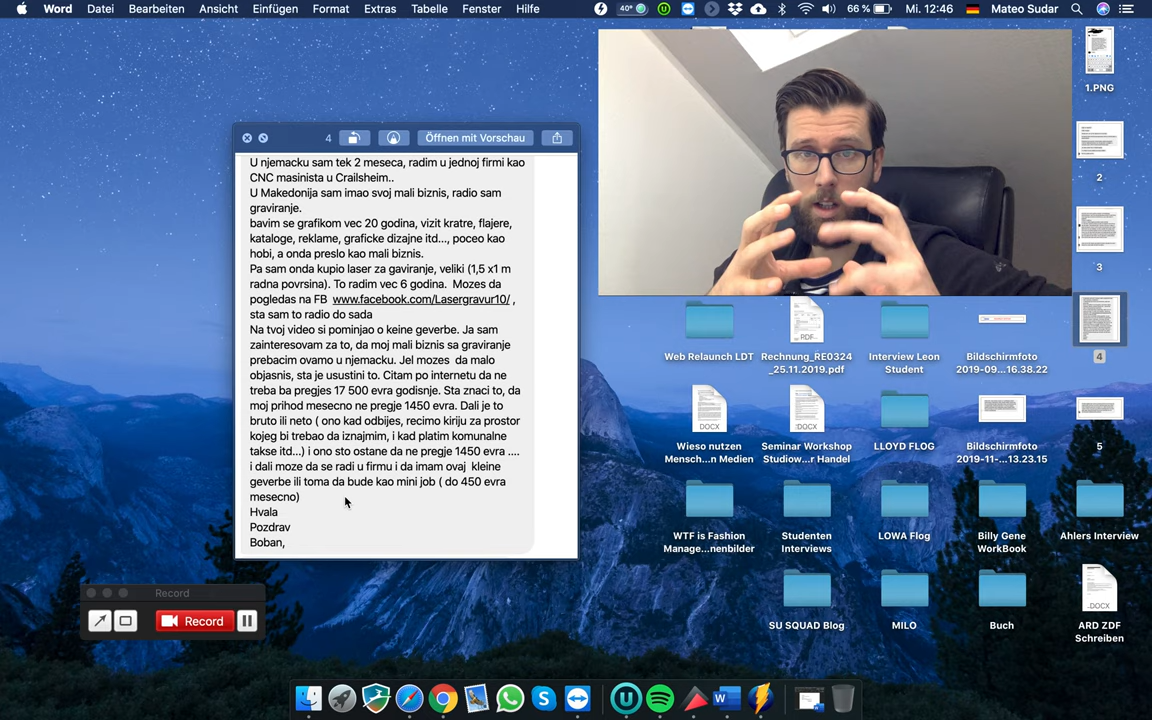 Word Datei Bearbeiten Ansicht Einfügen Format Extras Tabelle Fenster Hilfe 40° 66 % Mi. 12:46 Mateo Sudar
4 Öffnen mit Vorschau
U njemacku sam tek 2 meseca, radim u jednoj firmi kao
CNC masinista u Crailsheim..
U Makedonija sam imao svoj mali biznis, radio sam
graviranje.
bavim se grafikom vec 20 godina, vizit kratre, flajere,
kataloge, reklame, graficke dizajne itd..., poceo kao
hobi, a onda preslo kao mali biznis.
Pa sam onda kupio laser za gaviranje, veliki (1,5 x1 m
radna povrsina). To radim vec 6 godina. Mozes da
pogledas na FB www.facebook.com/Lasergravur10/ ,
sta sam to radio do sada
Na tvoj video si pominjao o keine geverbe. Ja sam
zainteresovam za to, da moj mali biznis sa graviranje
prebacim ovamo u njemacku. Jel mozes da malo
objasnis, sta je usustini to. Citam po internetu da ne
treba ba pregjes 17 500 evra godisnje. Sta znaci to, da
moj prihod mesecno ne pregje 1450 evra. Dali je to
bruto ili neto ( ono kad odbijes, recimo kiriju za prostor
kojeg bi trebao da iznajmim, i kad platim komunalne
takse itd...) i ono sto ostane da ne pregje 1450 evra ....
i dali moze da se radi u firmu i da imam ovaj kleine
geverbe ili toma da bude kao mini job ( do 450 evra
mesecno)
Hvala
Pozdrav
Boban,
Record
Record
1.PNG
2
3
Web Relaunch LDT
PDF
Rechnung_RE0324
_25.11.2019.pdf
Interview Leon
Student
Bildschirmfoto
2019-09...16.38.22
4
DOCX
Wieso nutzen
Mensch...n Medien
DOCX
Seminar Workshop
Studiow...r Handel
LLOYD FLOG
Bildschirmfoto
2019-11-...13.23.15
5
WTF is Fashion
Manage...nenbilder
Studenten
Interviews
LOWA Flog
Billy Gene
WorkBook
Ahlers Interview
SU SQUAD Blog
MILO
Buch
DOCX
ARD ZDF
Schreiben